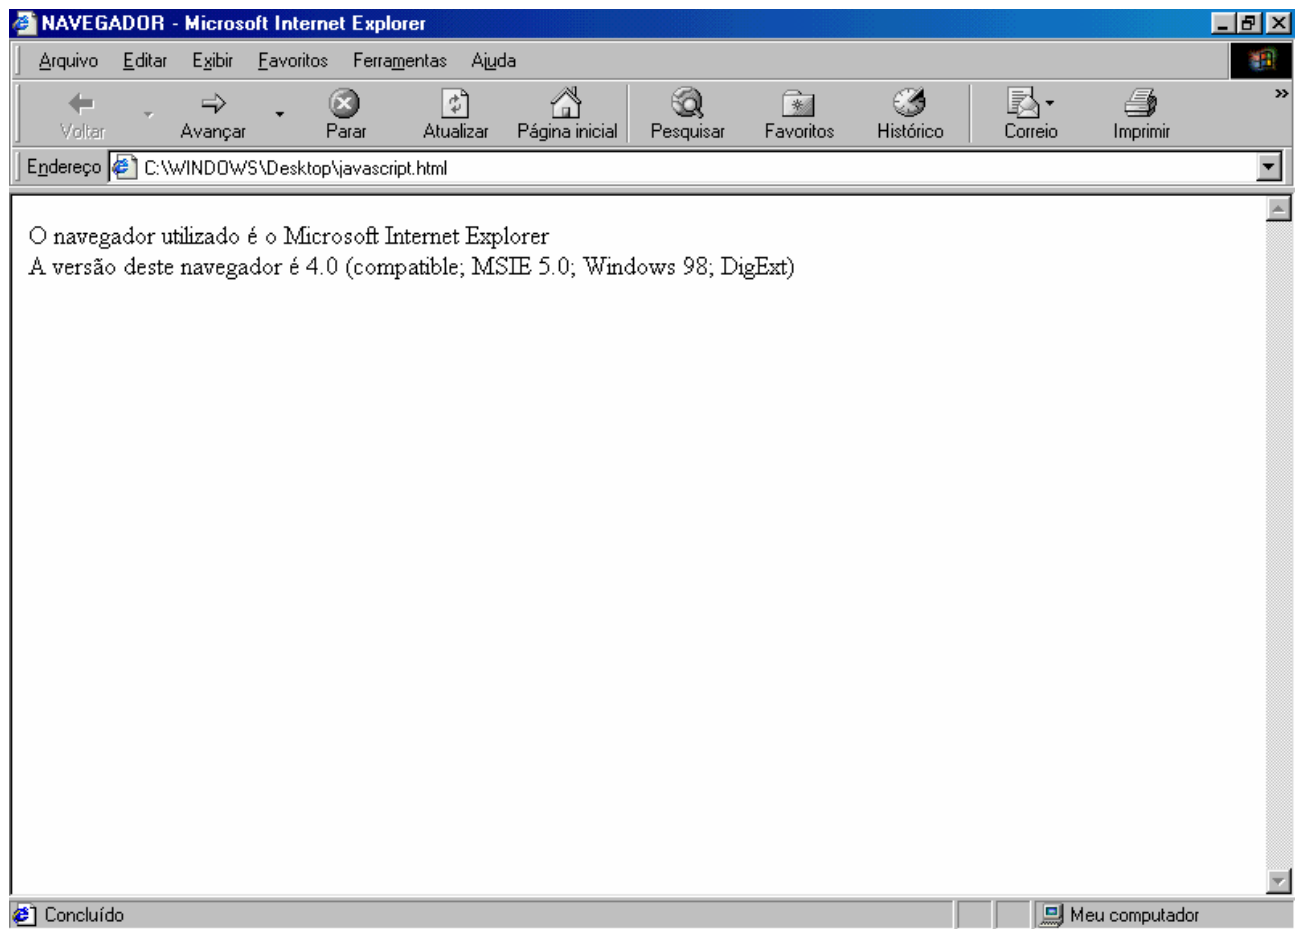 NAVEGADOR - Microsoft Internet Explorer
Arquivo Editar Exibir Favoritos Ferramentas Ajuda
Voltar Avançar Parar Atualizar Página inicial Pesquisar Favoritos Histórico Correio Imprimir »
Endereço C:\WINDOWS\Desktop\javascript.html
O navegador utilizado é o Microsoft Internet Explorer
A versão deste navegador é 4.0 (compatible; MSIE 5.0; Windows 98; DigExt)
Concluído Meu computador